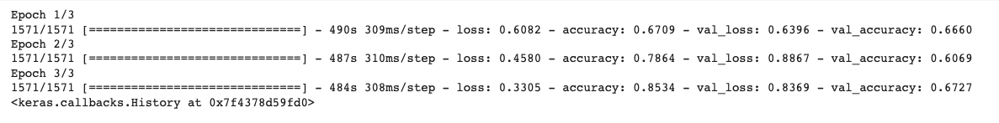 Epoch 1/3
1571/1571 [==============================] - 490s 309ms/step - loss: 0.6082 - accuracy: 0.6709 - val_loss: 0.6396 - val_accuracy: 0.6660
Epoch 2/3
1571/1571 [==============================] - 487s 310ms/step - loss: 0.4580 - accuracy: 0.7864 - val_loss: 0.8867 - val_accuracy: 0.6069
Epoch 3/3
1571/1571 [==============================] - 484s 308ms/step - loss: 0.3305 - accuracy: 0.8534 - val_loss: 0.8369 - val_accuracy: 0.6727
<keras.callbacks.History at 0x7f4378d59fd0>